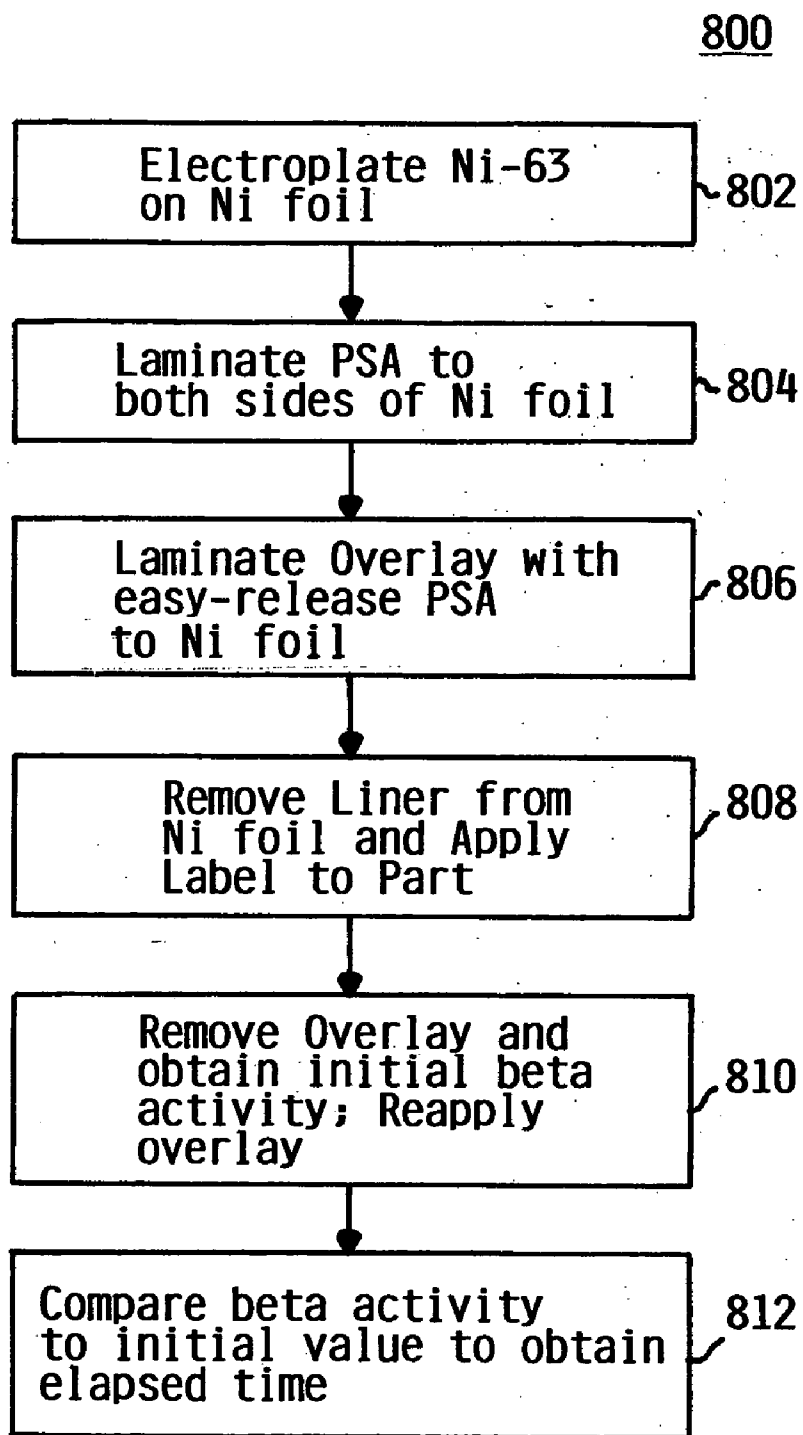 800
Electroplate Ni-63
on Ni foil
802
Laminate PSA to
both sides of Ni foil
804
Laminate Overlay with
easy-release PSA
to Ni foil
806
Remove Liner from
Ni foil and Apply
Label to Part
808
Remove Overlay and
obtain initial beta
activity; Reapply
overlay
810
Compare beta activity
to initial value to obtain
elapsed time
812